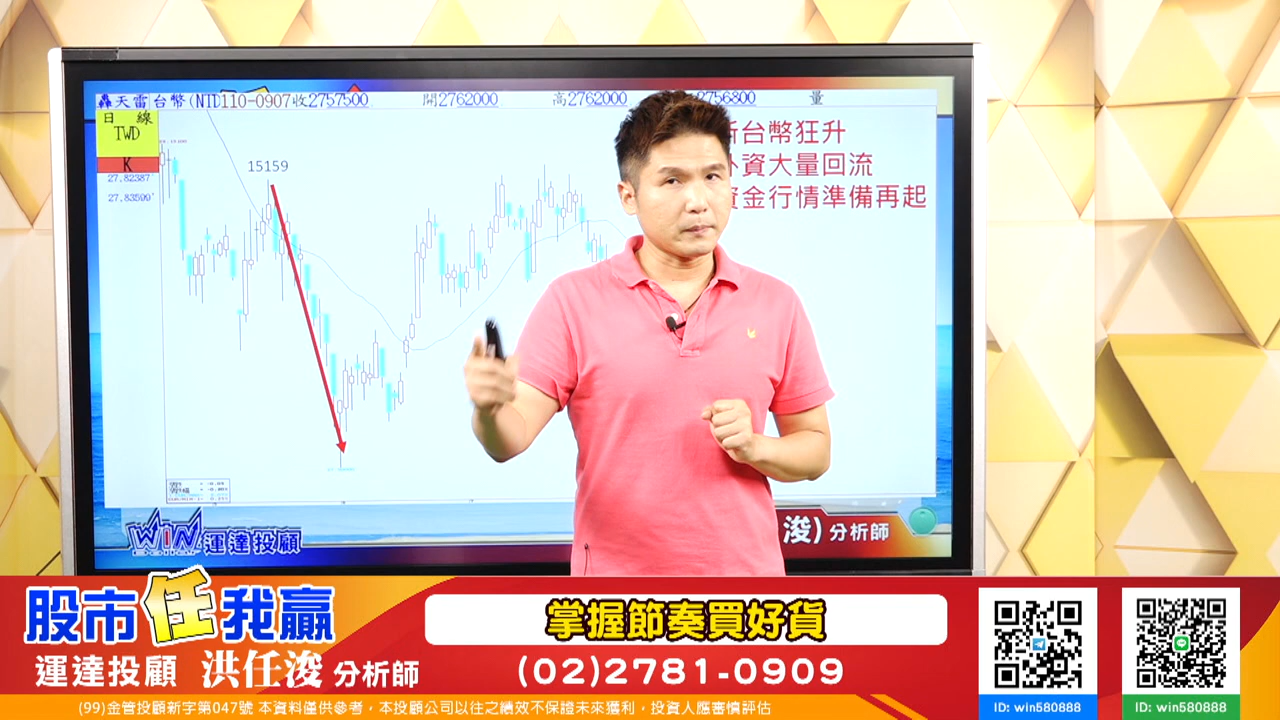 轟天雷 台幣(NTD110-0907收2757500 開2762000 高2762000 2756800 量
日 線
TWD
K
27.82387
27.83500
15159
新台幣狂升
外資大量回流
資金行情準備再起
WIN 運達投顧
浚) 分析師
股市任我贏
運達投顧 洪任浚 分析師
掌握節奏買好貨
(02)2781-0909
ID: win580888
ID: win580888
(99)金管投顧新字第047號 本資料僅供參考，本投顧公司以往之績效不保證未來獲利，投資人應審慎評估